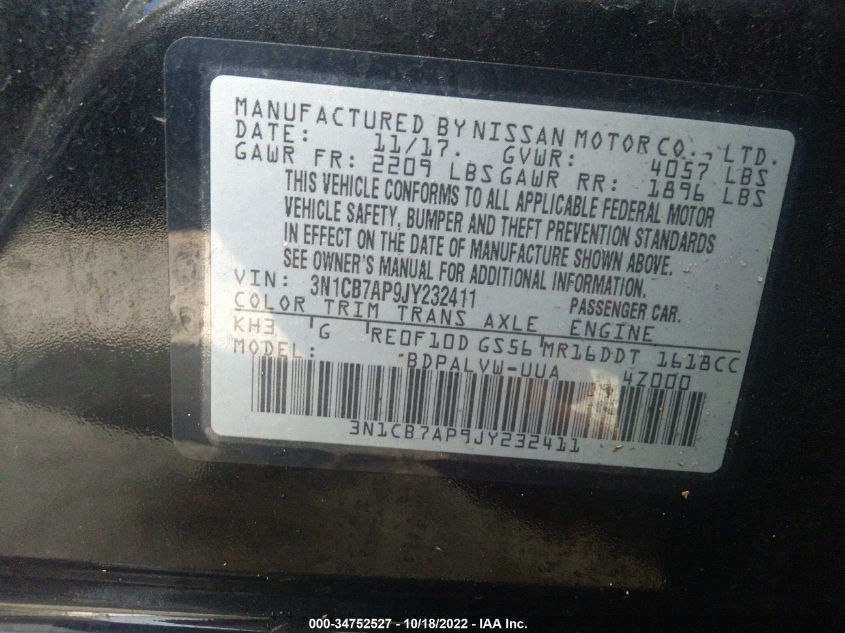 MANUFACTURED BY NISSAN MOTOR CO., LTD.
DATE: 11/17. GVWR: 4057 LBS
GAWR FR: 2209 LBS GAWR RR: 1896 LBS
THIS VEHICLE CONFORMS TO ALL APPLICABLE FEDERAL MOTOR
VEHICLE SAFETY, BUMPER AND THEFT PREVENTION STANDARDS
IN EFFECT ON THE DATE OF MANUFACTURE SHOWN ABOVE.
SEE OWNER'S MANUAL FOR ADDITIONAL INFORMATION.
VIN: 3N1CB7AP9JY232411 PASSENGER CAR.
COLOR TRIM TRANS AXLE ENGINE
KH3 G RE0F10D GS56 MR16DDT 1618CC
MODEL: BDPALVW-UUA 4Z000
3N1CB7AP9JY232411
000-34752527 - 10/18/2022 - IAA Inc.